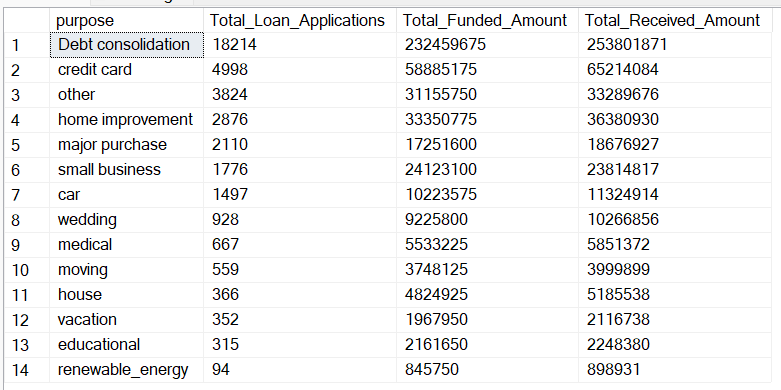 purpose Total_Loan_Applications Total_Funded_Amount Total_Received_Amount
1 Debt consolidation 18214 232459675 253801871
2 credit card 4998 58885175 65214084
3 other 3824 31155750 33289676
4 home improvement 2876 33350775 36380930
5 major purchase 2110 17251600 18676927
6 small business 1776 24123100 23814817
7 car 1497 10223575 11324914
8 wedding 928 9225800 10266856
9 medical 667 5533225 5851372
10 moving 559 3748125 3999899
11 house 366 4824925 5185538
12 vacation 352 1967950 2116738
13 educational 315 2161650 2248380
14 renewable_energy 94 845750 898931